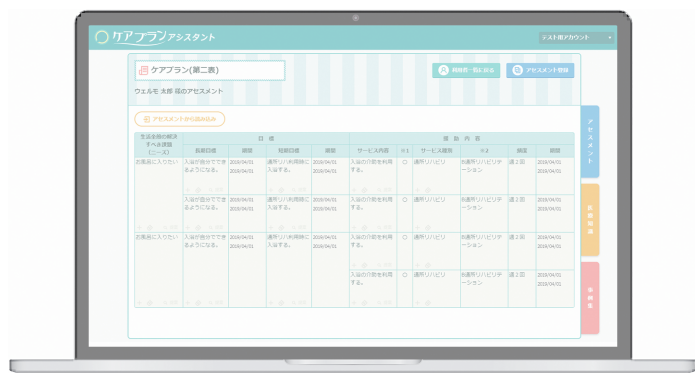 ケアプランアシスタント
テスト用アカウント
ケアプラン(第二表)
利用者一覧に戻る
アセスメント登録
ウエルモ 太郎 様のアセスメント
アセスメントから読み込み
生活全般の解決
すべき課題
(ニーズ)
目 標
援 助 内 容
長期目標 期間 短期目標 期間 サービス内容 ※1 サービス種別 ※2 頻度 期間
お風呂に入りたい 入浴が自分ででき 2018/04/01 通所リハ利用時に 2018/04/01 入浴の介助を利用 〇 通所リハビリ B通所リハビリテ 週2回 2018/04/01
るようになる。 2019/04/01 入浴する。 2019/04/01 する。 ーション 2019/04/01
入浴が自分ででき 2018/04/01 通所リハ利用時に 2018/04/01 入浴の介助を利用 〇 通所リハビリ B通所リハビリテ 週2回 2018/04/01
るようになる。 2019/04/01 入浴する。 2019/04/01 する。 ーション 2019/04/01
お風呂に入りたい 入浴が自分ででき 2018/04/01 通所リハ利用時に 2018/04/01 入浴の介助を利用 〇 通所リハビリ B通所リハビリテ 週2回 2018/04/01
るようになる。 2019/04/01 入浴する。 2019/04/01 する。 ーション 2019/04/01
入浴の介助を利用 〇 通所リハビリ B通所リハビリテ 週2回 2018/04/01
する。 ーション 2019/04/01
アセスメント